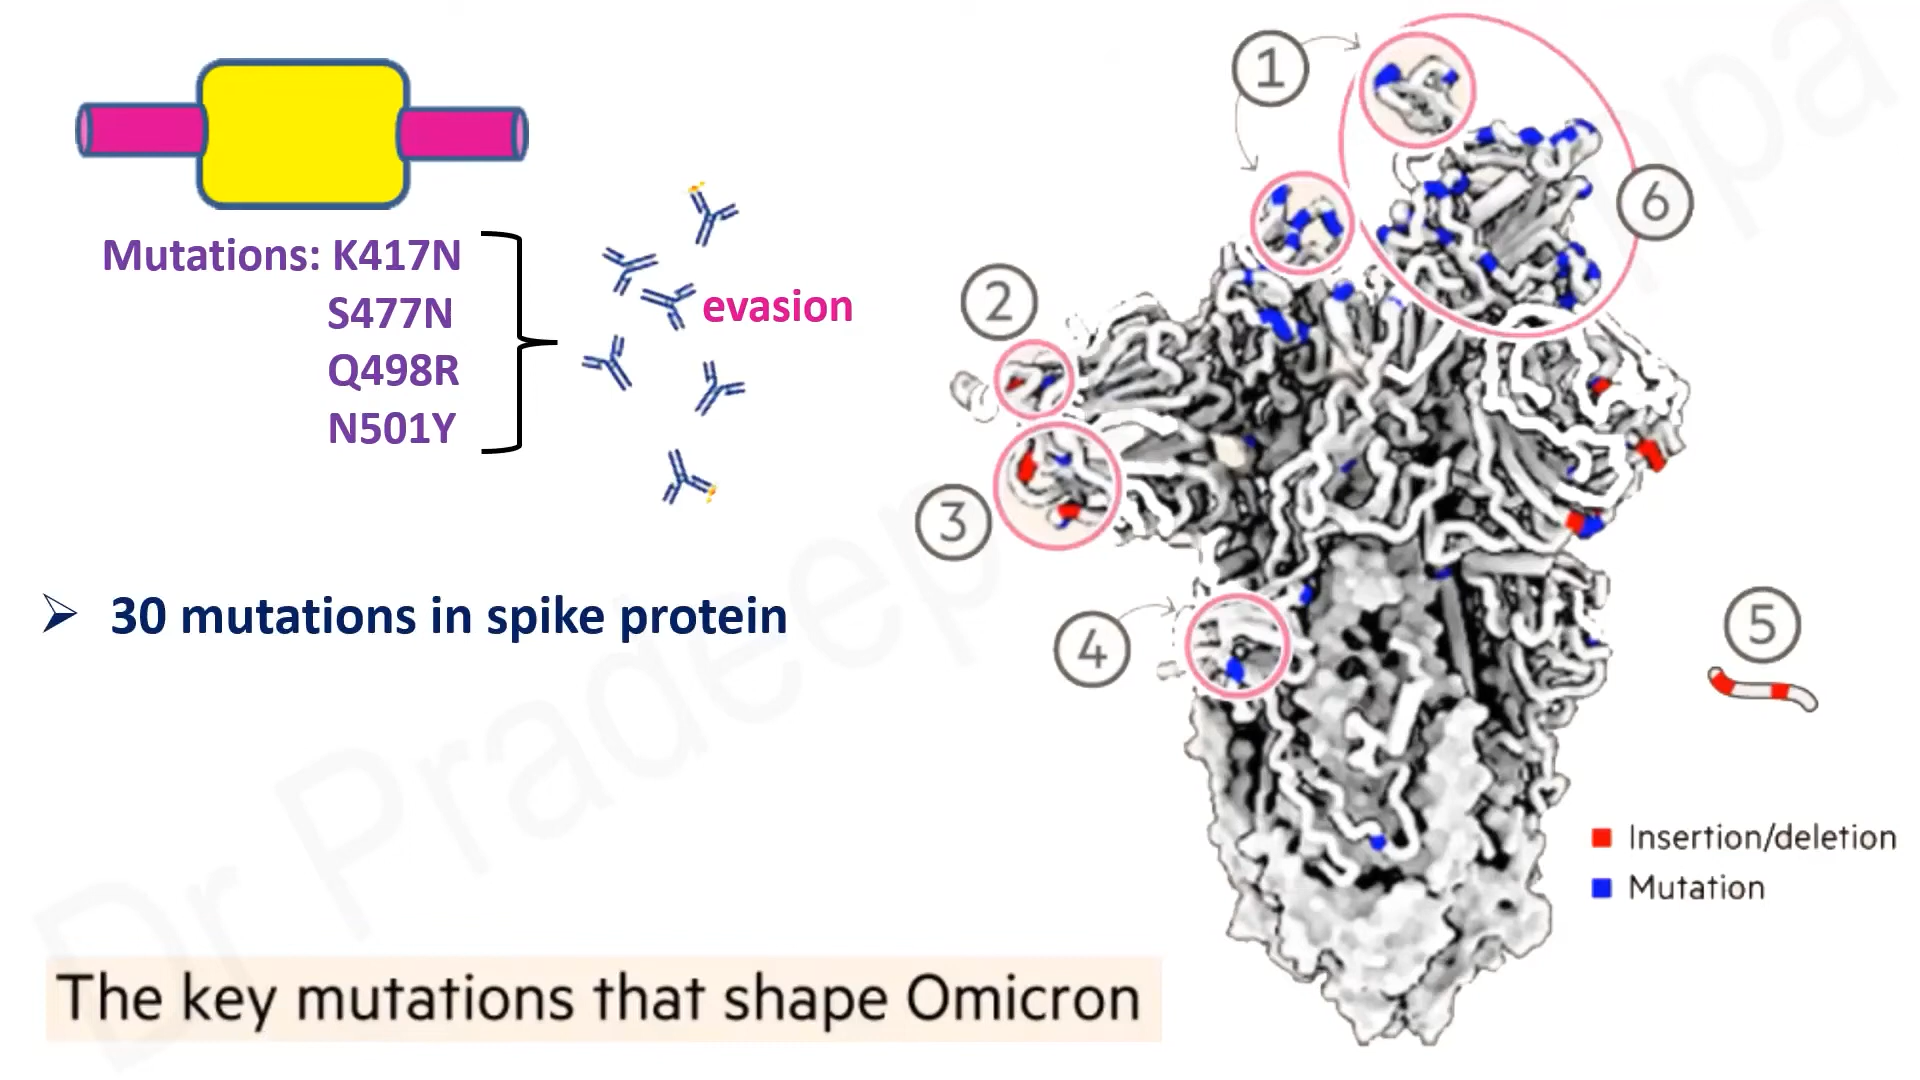 Mutations: K417N
S477N
Q498R
N501Y
evasion
30 mutations in spike protein
The key mutations that shape Omicron
1
2
3
4
5
6
Insertion/deletion
Mutation